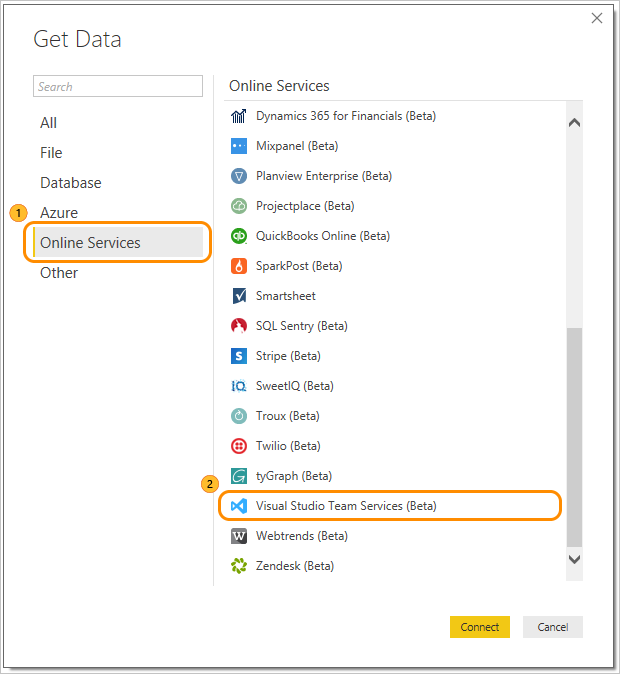 Get Data
Search
All
File
Database
1
Azure
Online Services
Other
Online Services
Dynamics 365 for Financials (Beta)
Mixpanel (Beta)
Planview Enterprise (Beta)
Projectplace (Beta)
qb QuickBooks Online (Beta)
SparkPost (Beta)
Smartsheet
SQL Sentry (Beta)
S Stripe (Beta)
IQ SweetIQ (Beta)
Troux (Beta)
Twilio (Beta)
tyGraph (Beta)
2
Visual Studio Team Services (Beta)
W Webtrends (Beta)
Zendesk (Beta)
Connect Cancel